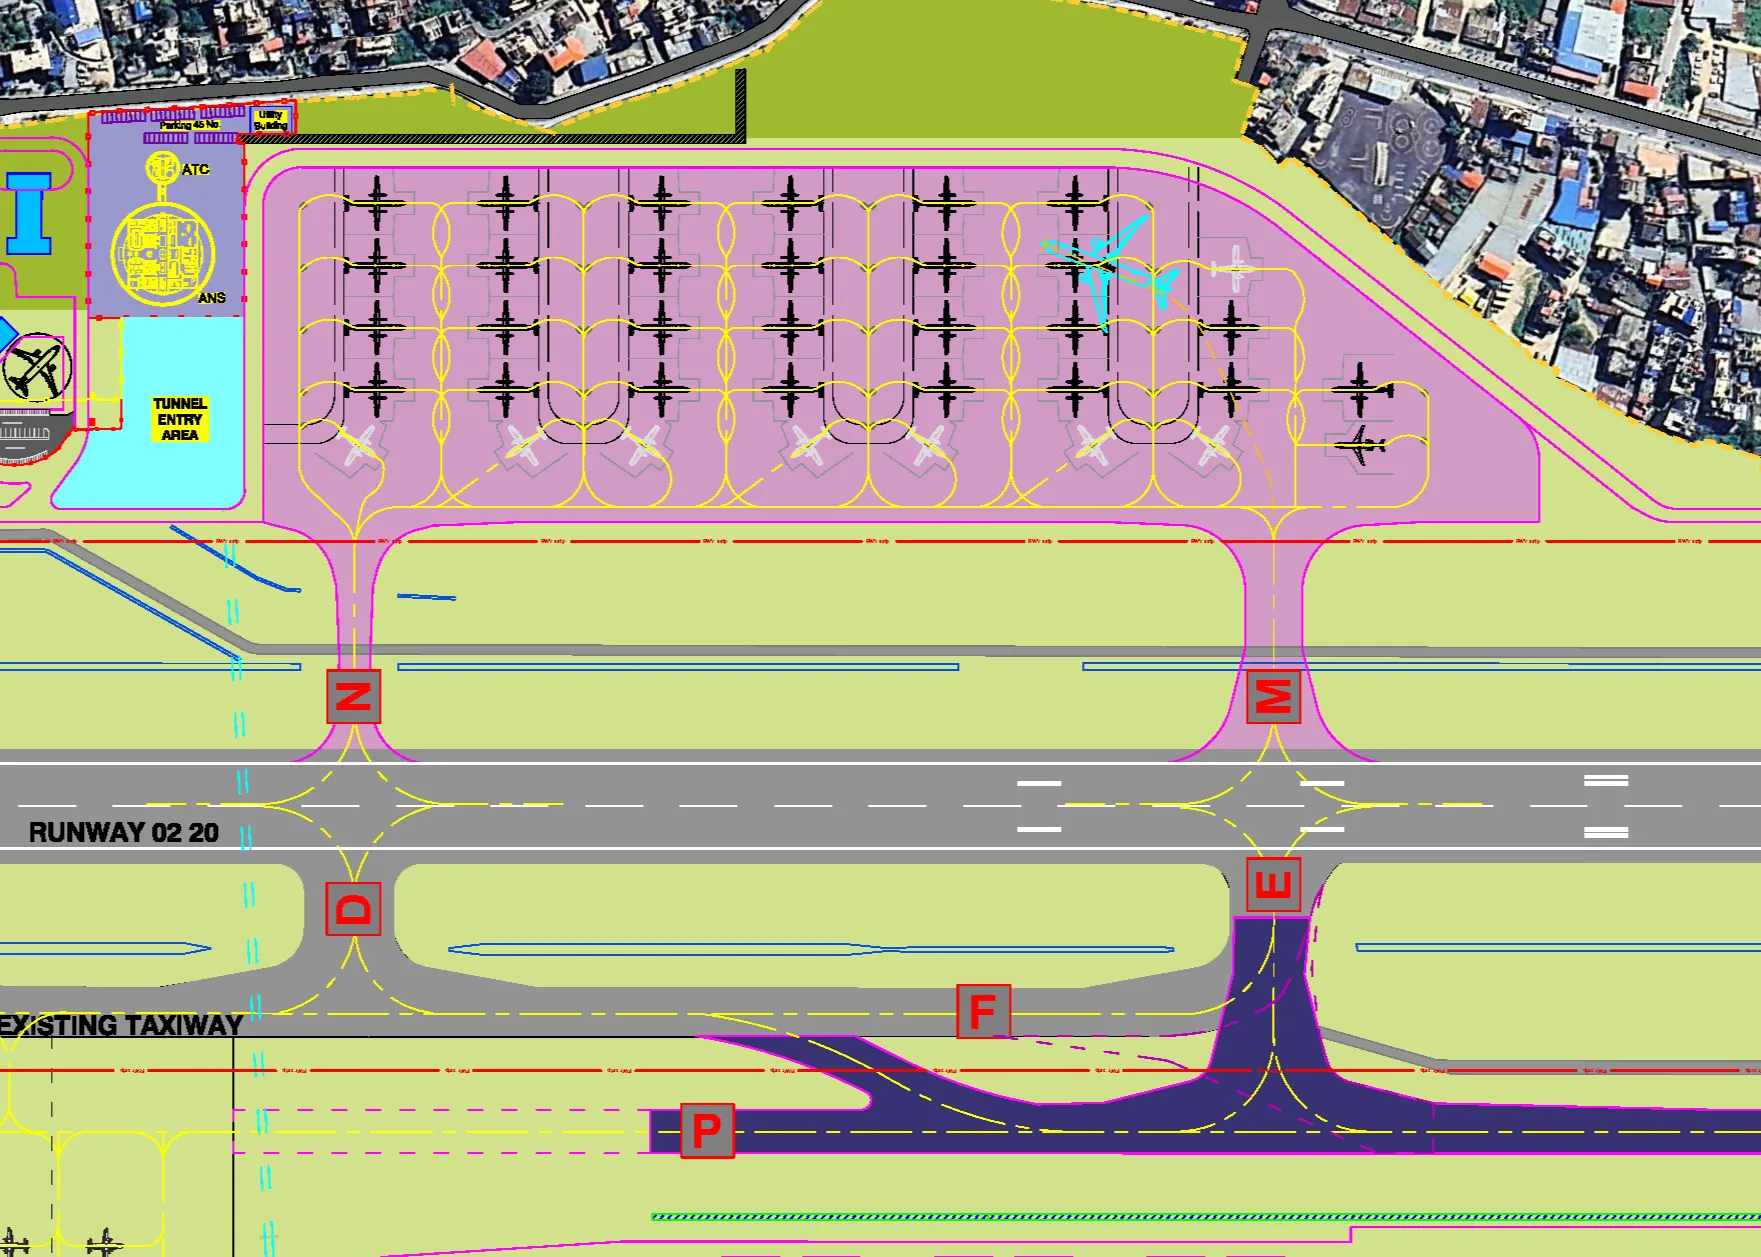 Utility
Building
Parking 45 No.
ATC
ANS
TUNNEL
ENTRY
AREA
N
M
RUNWAY 02 20
D
E
F
EXISTING TAXIWAY
P